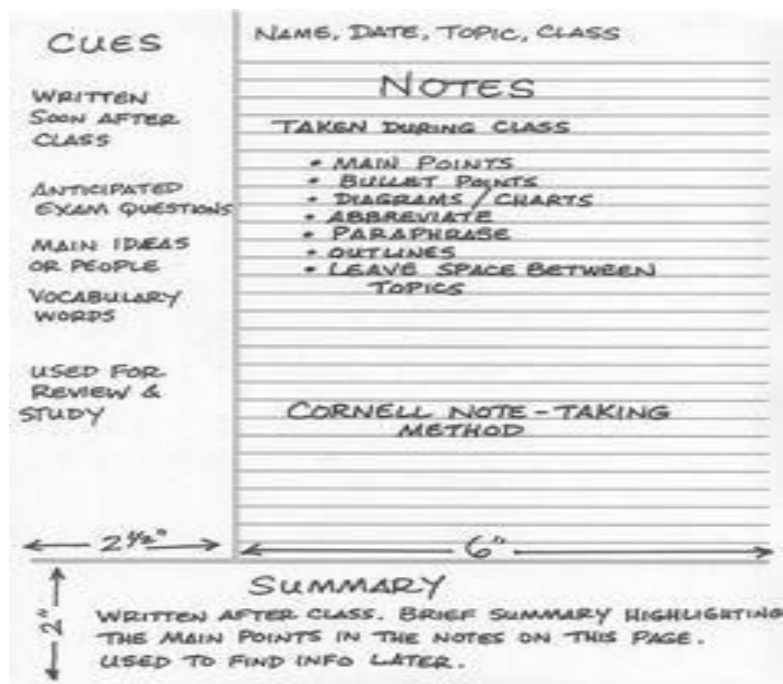 CUES
WRITTEN
SOON AFTER
CLASS
ANTICIPATED
EXAM QUESTIONS
MAIN IDEAS
OR PEOPLE
VOCABULARY
WORDS
USED FOR
REVIEW &
STUDY
2 1/2"
NAME, DATE, TOPIC, CLASS
NOTES
TAKEN DURING CLASS
• MAIN POINTS
• BULLET POINTS
• DIAGRAMS / CHARTS
• ABBREVIATE
• PARAPHRASE
• OUTLINES
• LEAVE SPACE BETWEEN
TOPICS
CORNELL NOTE-TAKING
METHOD
6"
2"
SUMMARY
WRITTEN AFTER CLASS. BRIEF SUMMARY HIGHLIGHTING
THE MAIN POINTS IN THE NOTES ON THIS PAGE.
USED TO FIND INFO LATER.